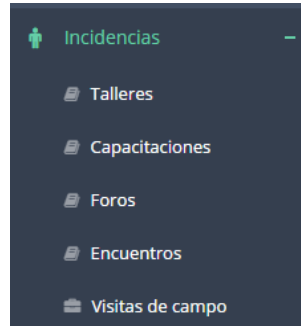 Incidencias
Talleres
Capacitaciones
Foros
Encuentros
Visitas de campo